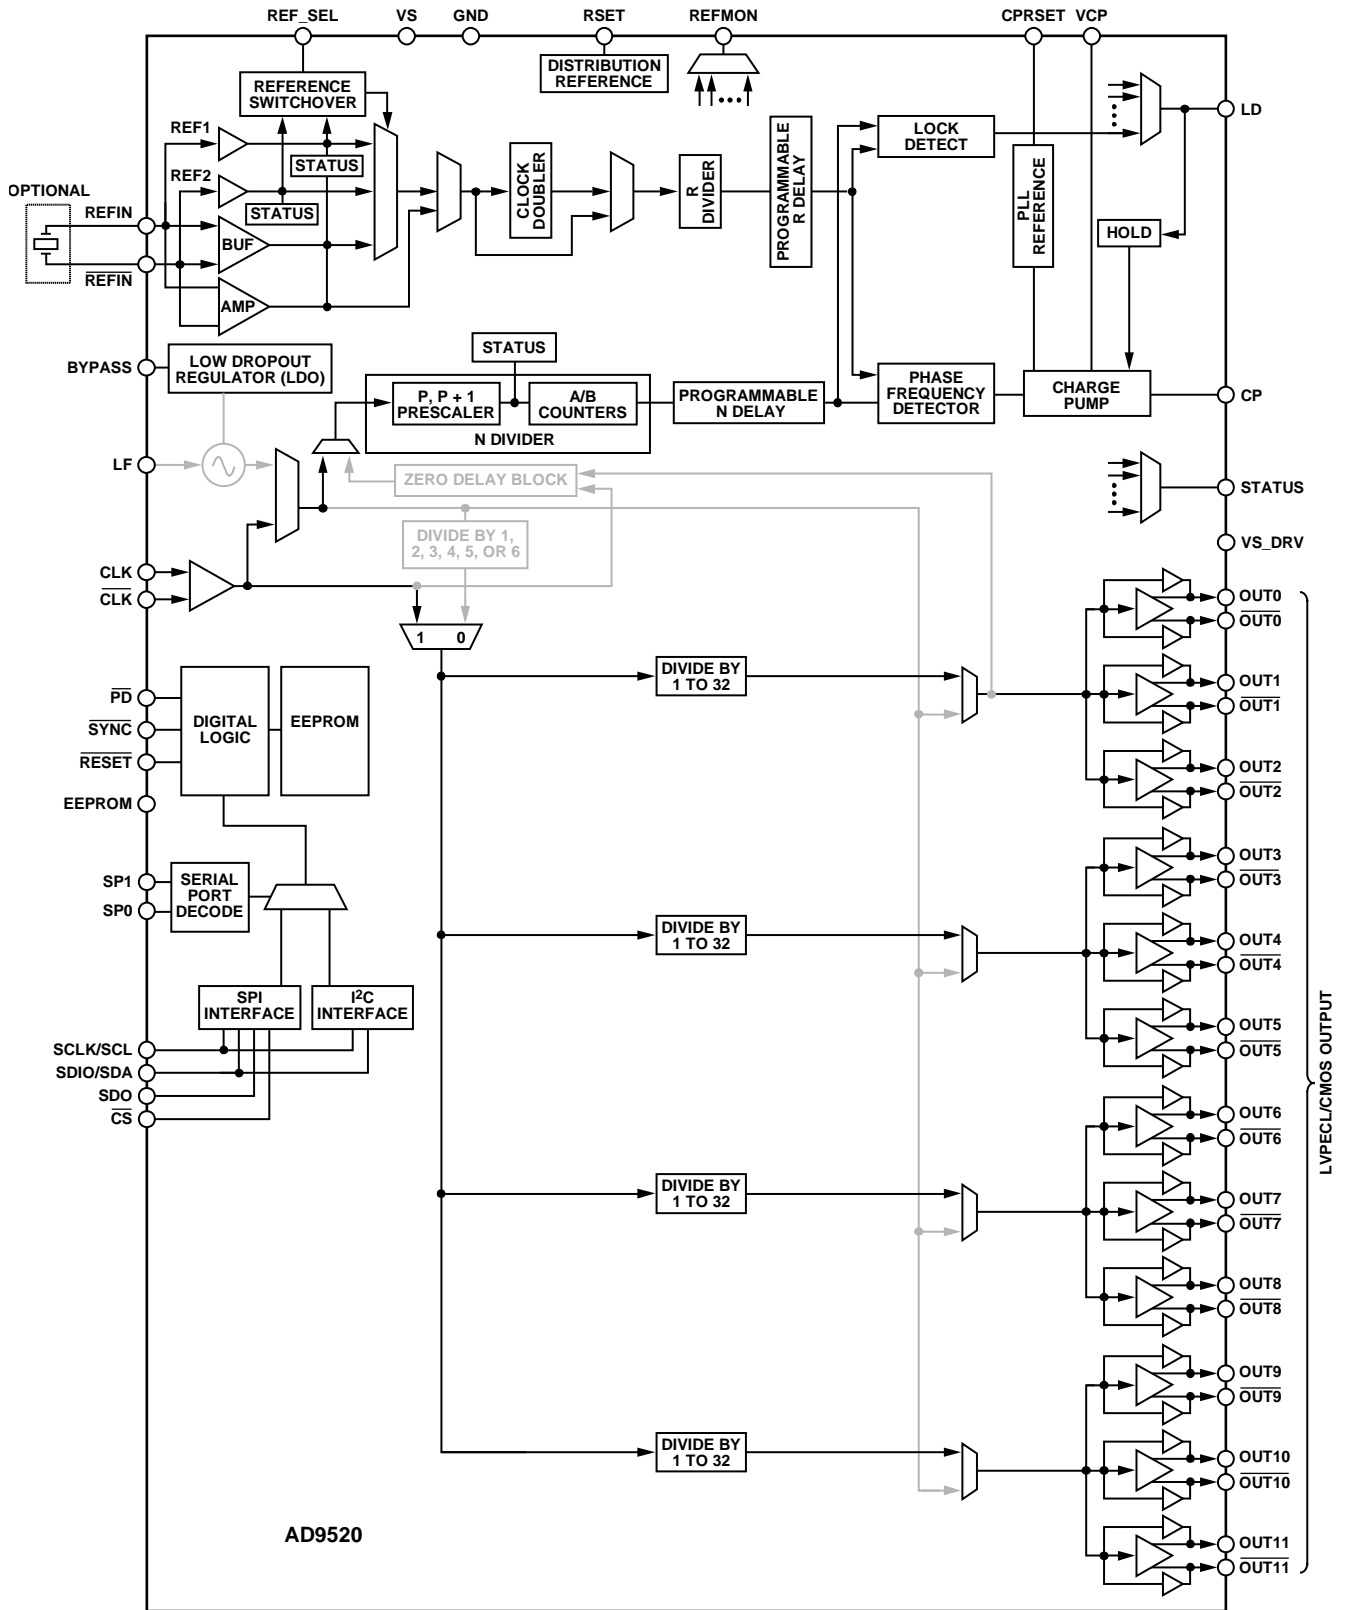 REF_SEL
VS
GND
RSET
REFMON
CPRSET
VCP
DISTRIBUTION
REFERENCE
REFERENCE
SWITCHOVER
LD
REF1
STATUS
LOCK
DETECT
PROGRAMMABLE
R DELAY
CLOCK
DOUBLER
R
DIVIDER
PLL
REFERENCE
REF2
STATUS
OPTIONAL
REFIN
BUF
HOLD
REFIN
AMP
STATUS
BYPASS
LOW DROPOUT
REGULATOR (LDO)
P, P + 1
PRESCALER
A/B
COUNTERS
N DIVIDER
PROGRAMMABLE
N DELAY
PHASE
FREQUENCY
DETECTOR
CHARGE
PUMP
CP
LF
ZERO DELAY BLOCK
STATUS
DIVIDE BY 1,
2, 3, 4, 5, OR 6
VS_DRV
CLK
CLK
OUT0
OUT0
1 0
DIVIDE BY
1 TO 32
OUT1
OUT1
PD
SYNC
RESET
DIGITAL
LOGIC
EEPROM
OUT2
OUT2
EEPROM
OUT3
OUT3
SP1
SP0
SERIAL
PORT
DECODE
DIVIDE BY
1 TO 32
OUT4
OUT4
SPI
INTERFACE
I2C
INTERFACE
OUT5
OUT5
SCLK/SCL
SDIO/SDA
SDO
CS
LVPECL/CMOS OUTPUT
OUT6
OUT6
DIVIDE BY
1 TO 32
OUT7
OUT7
OUT8
OUT8
OUT9
OUT9
DIVIDE BY
1 TO 32
OUT10
OUT10
AD9520
OUT11
OUT11